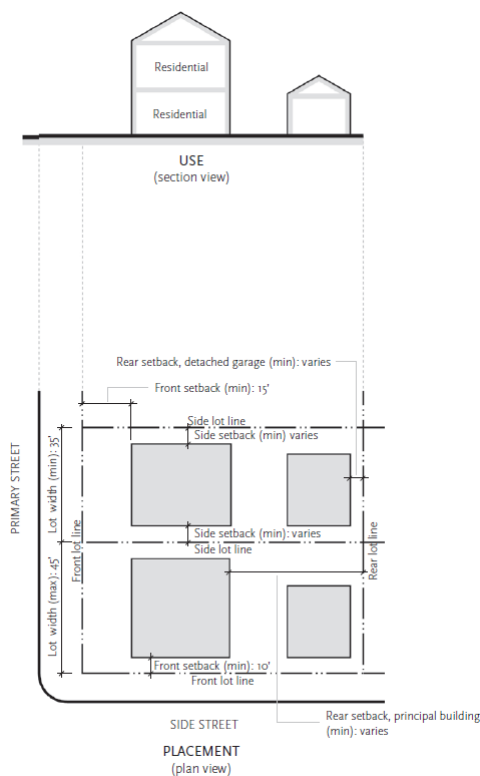 Residential
Residential
USE
(section view)
Rear setback, detached garage (min): varies
Front setback (min): 15'
Side lot line
Side setback (min) varies
PRIMARY STREET
Lot width (min): 35'
Side setback (min): varies
Side lot line
Front lot line
Rear lot line
Lot width (max): 45'
Front setback (min): 10'
Front lot line
SIDE STREET
Rear setback, principal building
(min): varies
PLACEMENT
(plan view)